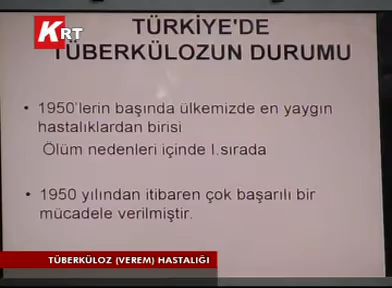 KRT
TÜRKİYE'DE
TÜBERKÜLOZUN DURUMU
• 1950'lerin başında ülkemizde en yaygın
hastalıklardan birisi
Ölüm nedenleri içinde I.sırada
• 1950 yılından itibaren çok başarılı bir
mücadele verilmiştir.
TÜBERKÜLOZ (VEREM) HASTALIĞI